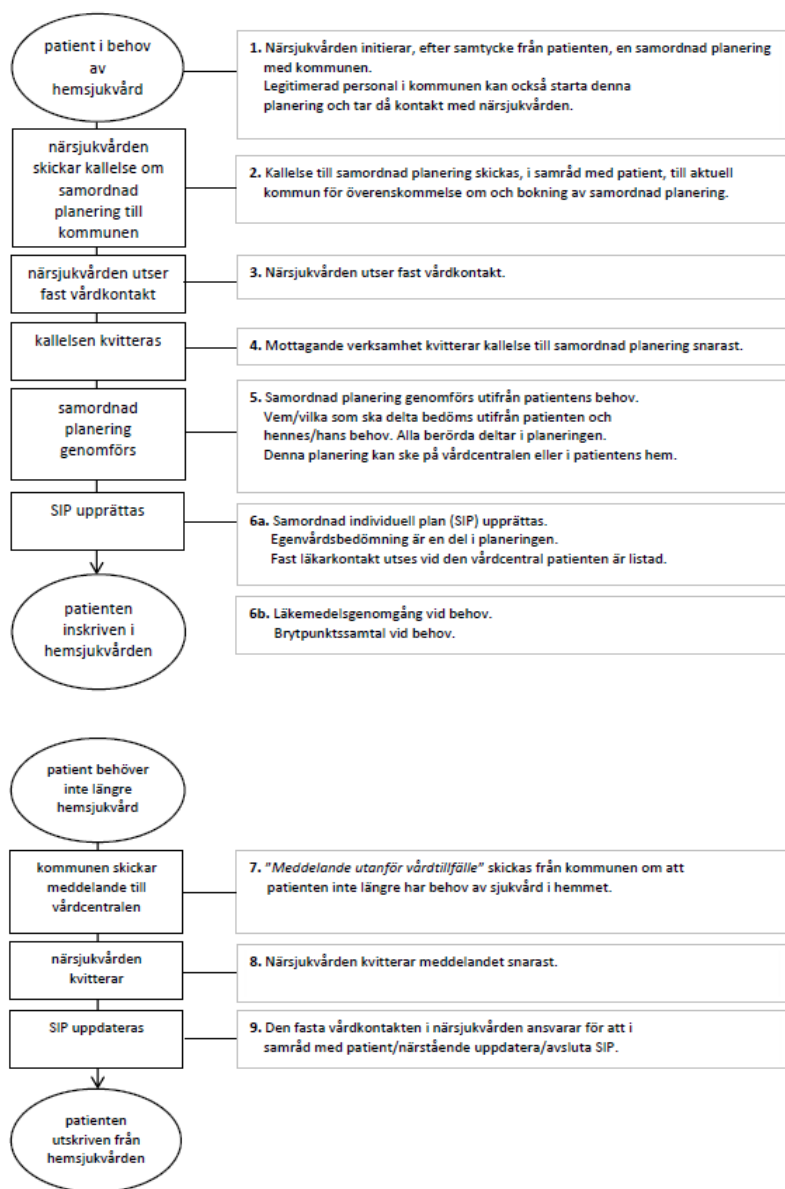 patient i behov
av
hemsjukvård
1. Närsjukvården initierar, efter samtycke från patienten, en samordnad planering
med kommunen.
Legitimerad personal i kommunen kan också starta denna
planering och tar då kontakt med närsjukvården.
närsjukvården
skickar kallelse om
samordnad
planering till
kommunen
2. Kallelse till samordnad planering skickas, i samråd med patient, till aktuell
kommun för överenskommelse om och bokning av samordnad planering.
närsjukvården utser
fast vårdkontakt
3. Närsjukvården utser fast vårdkontakt.
kallelsen kvitteras
4. Mottagande verksamhet kvitterar kallelse till samordnad planering snarast.
samordnad
planering
genomförs
5. Samordnad planering genomförs utifrån patientens behov.
Vem/vilka som ska delta bedöms utifrån patienten och
hennes/hans behov. Alla berörda deltar i planeringen.
Denna planering kan ske på vårdcentralen eller i patientens hem.
SIP upprättas
6a. Samordnad individuell plan (SIP) upprättas.
Egenvårdsbedömning är en del i planeringen.
Fast läkarkontakt utses vid den vårdcentral patienten är listad.
patienten
inskriven i
hemsjukvården
6b. Läkemedelsgenomgång vid behov.
Brytpunktssamtal vid behov.
patient behöver
inte längre
hemsjukvård
kommunen skickar
meddelande till
vårdcentralen
7. "Meddelande utanför vårdtillfälle" skickas från kommunen om att
patienten inte längre har behov av sjukvård i hemmet.
närsjukvården
kvitterar
8. Närsjukvården kvitterar meddelandet snarast.
SIP uppdateras
9. Den fasta vårdkontakten i närsjukvården ansvarar för att i
samråd med patient/närstående uppdatera/avsluta SIP.
patienten
utskriven från
hemsjukvården